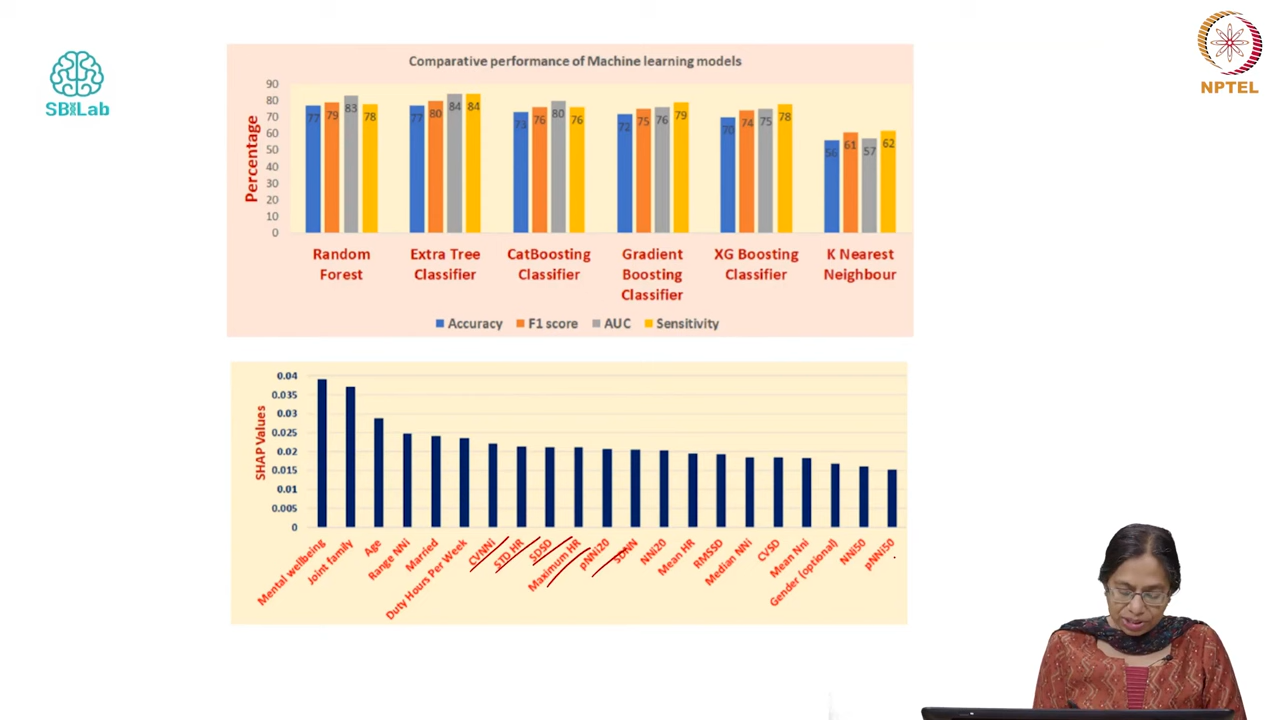 SBiLab
NPTEL
Comparative performance of Machine learning models
Percentage
90
80
70
60
50
40
30
20
10
0
77 79 83 78
77 80 84 84
73 76 80 76
72 75 76 79
70 74 75 78
56 61 57 62
Random Forest
Extra Tree Classifier
CatBoosting Classifier
Gradient Boosting Classifier
XG Boosting Classifier
K Nearest Neighbour
Accuracy F1 score AUC Sensitivity
SHAP Values
0.04
0.035
0.03
0.025
0.02
0.015
0.01
0.005
0
Mental wellbeing
Joint family
Age
Range NNi
Married
Duty Hours Per Week
CVNNi
STD HR
SDSD
Maximum HR
pNNi20
SDNN
NNi20
Mean HR
RMSSD
Median NNi
CVSD
Mean Nni
Gender (optional)
NNi50
pNNi50